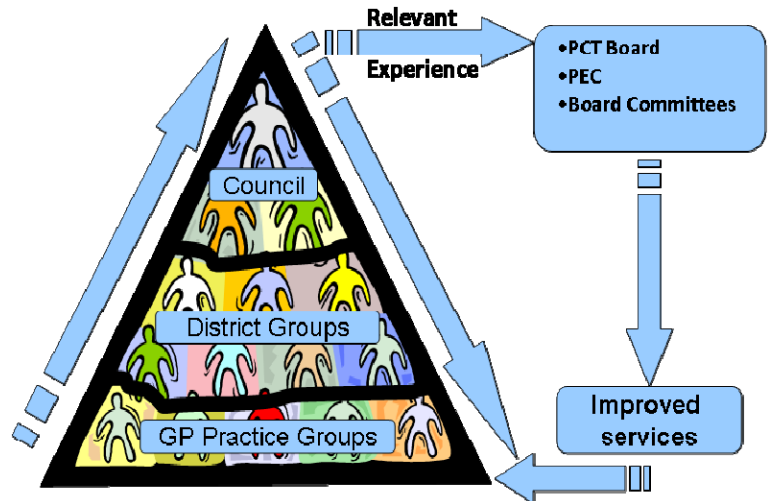 Relevant
Experience
•PCT Board
•PEC
•Board Committees
Council
District Groups
GP Practice Groups
Improved
services